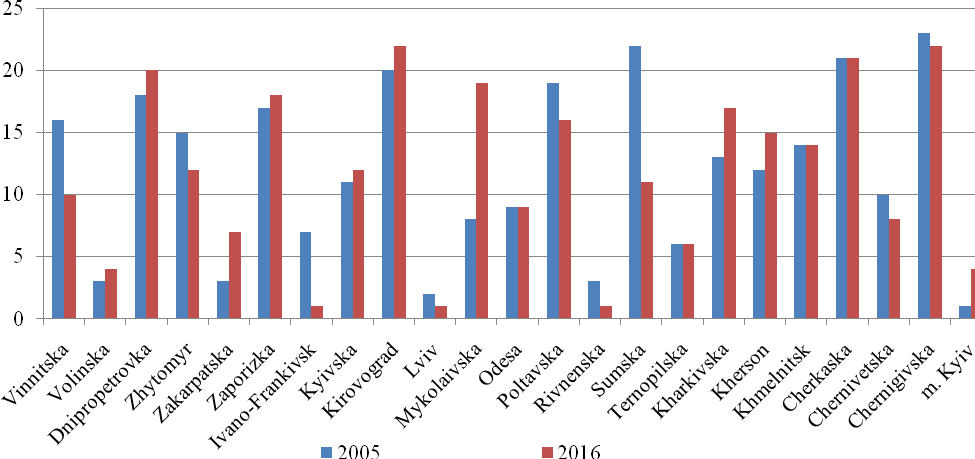 25
20
15
10
5
0
Vinnitska
Volinska
Dnipropetrovka
Zhytomyr
Zakarpatska
Zaporizka
Ivano-Frankivsk
Kyivska
Kirovograd
Lviv
Mykolaivska
Odesa
Poltavska
Rivnenska
Sumska
Ternopilska
Kharkivska
Kherson
Khmelnitsk
Cherkaska
Chernivetska
Chernigivska
m. Kyiv
2005
2016